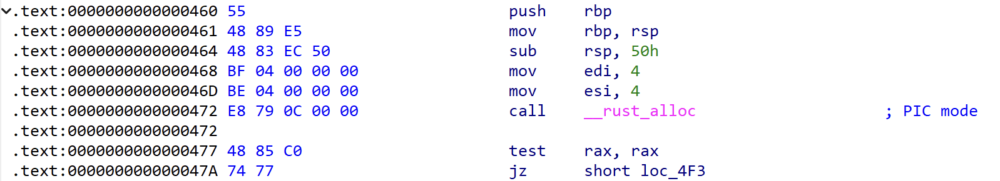 .text:0000000000000460 55 push rbp
.text:0000000000000461 48 89 E5 mov rbp, rsp
.text:0000000000000464 48 83 EC 50 sub rsp, 50h
.text:0000000000000468 BF 04 00 00 00 mov edi, 4
.text:000000000000046D BE 04 00 00 00 mov esi, 4
.text:0000000000000472 E8 79 0C 00 00 call __rust_alloc ; PIC mode
.text:0000000000000472
.text:0000000000000477 48 85 C0 test rax, rax
.text:000000000000047A 74 77 jz short loc_4F3